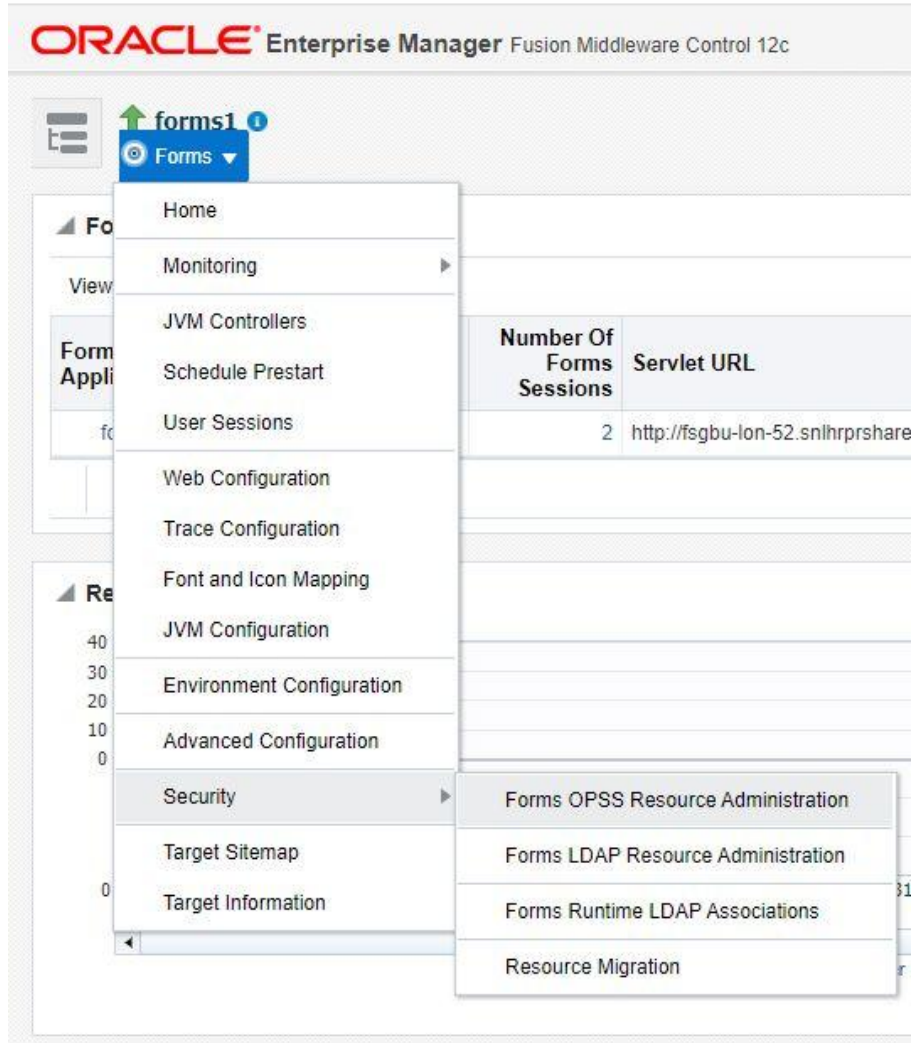 ORACLE Enterprise Manager Fusion Middleware Control 12c
forms1
Forms
Home
Monitoring
View
JVM Controllers
Schedule Prestart
User Sessions
Number Of
Forms
Sessions
Servlet URL
2 http://fsgbu-lon-52.snlhrprshare
Web Configuration
Trace Configuration
Font and Icon Mapping
JVM Configuration
40
30
20
10
0
Environment Configuration
Advanced Configuration
Security
Target Sitemap
Target Information
0
Forms OPSS Resource Administration
Forms LDAP Resource Administration
Forms Runtime LDAP Associations
Resource Migration